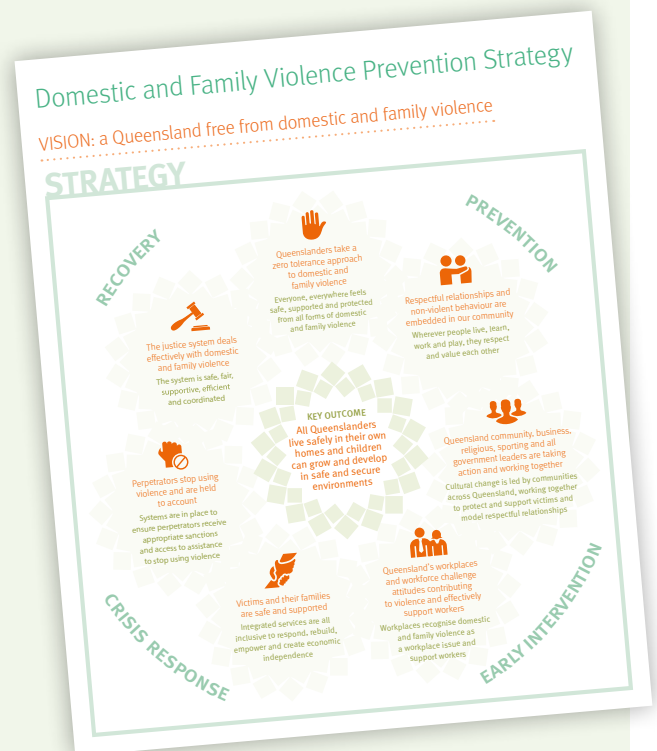 Domestic and Family Violence Prevention Strategy
VISION: a Queensland free from domestic and family violence
STRATEGY
RECOVERY
PREVENTION
Queenslanders take a
zero tolerance approach
to domestic and
family violence
Everyone, everywhere feels
safe, supported and protected
from all forms of domestic
and family violence
Respectful relationships and
non-violent behaviour are
embedded in our community
Wherever people live, learn,
work and play, they respect
and value each other
The justice system deals
effectively with domestic
and family violence
The system is safe, fair,
supportive, efficient
and coordinated
KEY OUTCOME
All Queenslanders
live safely in their own
homes and children
can grow and develop
in safe and secure
environments
Queensland community, business,
religious, sporting and all
government leaders are taking
action and working together
Cultural change is led by communities
across Queensland, working together
to protect and support victims and
model respectful relationships
Perpetrators stop using
violence and are held
to account
Systems are in place to
ensure perpetrators receive
appropriate sanctions
and access to assistance
to stop using violence
Queensland's workplaces
and workforce challenge
attitudes contributing
to violence and effectively
support workers
Workplaces recognise domestic
and family violence as
a workplace issue and
support workers
Victims and their families
are safe and supported
Integrated services are all
inclusive to respond, rebuild,
empower and create economic
independence
CRISIS RESPONSE
EARLY INTERVENTION